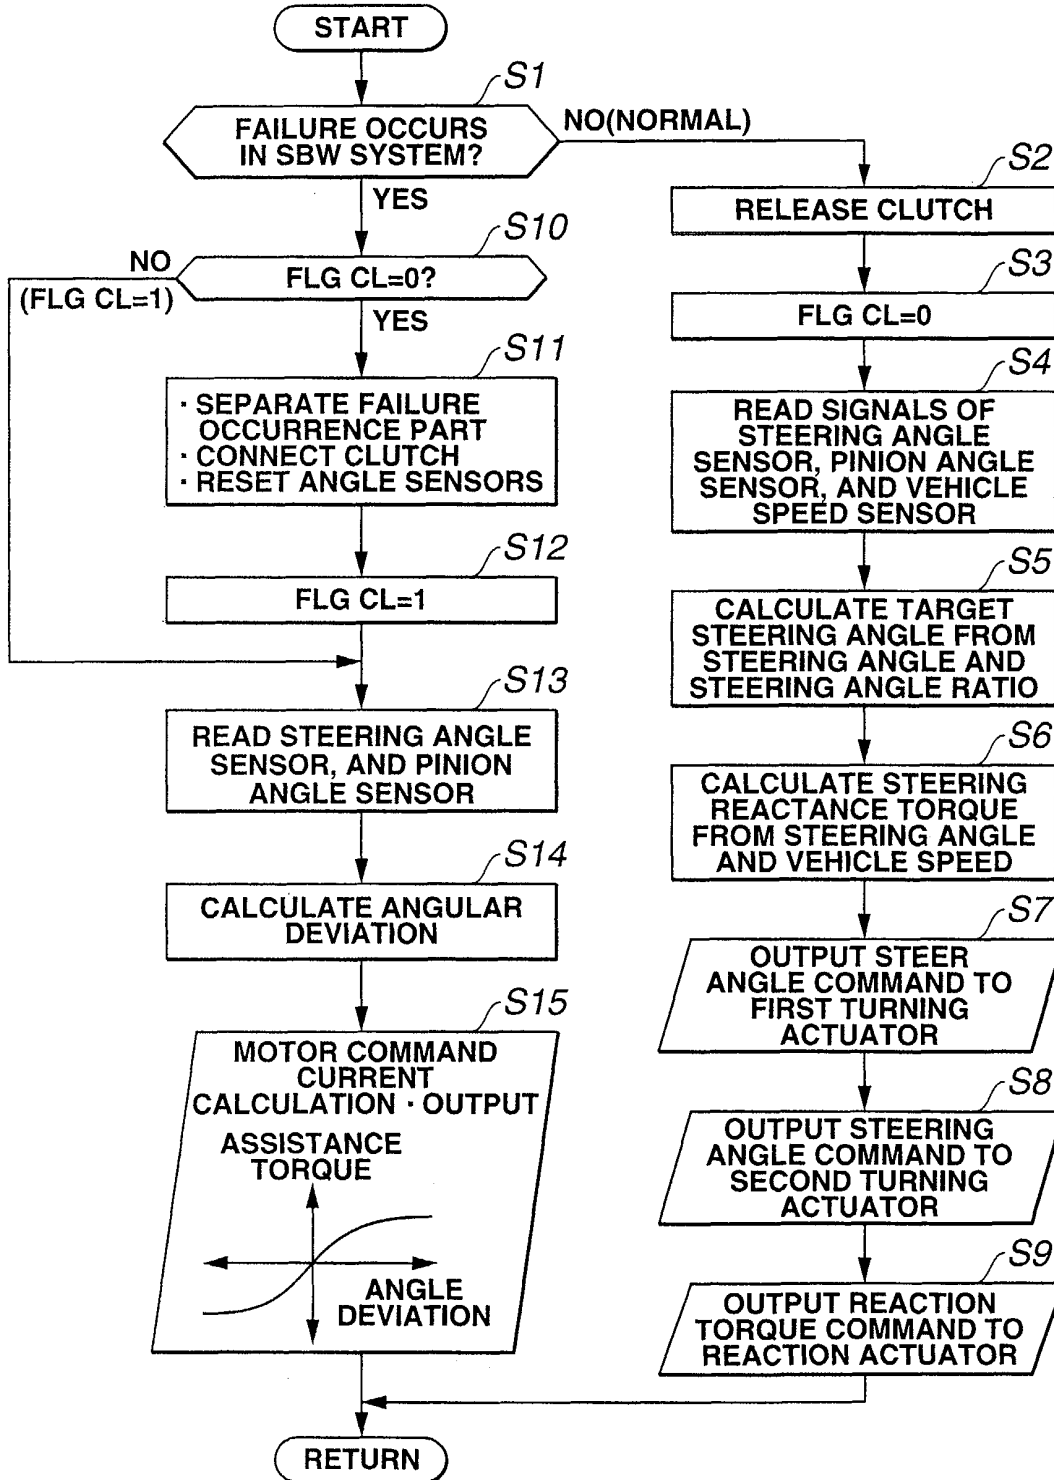 START
S1
FAILURE OCCURS
IN SBW SYSTEM?
NO(NORMAL)
YES
S2
RELEASE CLUTCH
S3
FLG CL=0
S4
READ SIGNALS OF
STEERING ANGLE
SENSOR, PINION ANGLE
SENSOR, AND VEHICLE
SPEED SENSOR
S5
CALCULATE TARGET
STEERING ANGLE FROM
STEERING ANGLE AND
STEERING ANGLE RATIO
S6
CALCULATE STEERING
REACTANCE TORQUE
FROM STEERING ANGLE
AND VEHICLE SPEED
S7
OUTPUT STEER
ANGLE COMMAND TO
FIRST TURNING
ACTUATOR
S8
OUTPUT STEERING
ANGLE COMMAND TO
SECOND TURNING
ACTUATOR
S9
OUTPUT REACTION
TORQUE COMMAND TO
REACTION ACTUATOR
S10
FLG CL=0?
NO
(FLG CL=1)
YES
S11
· SEPARATE FAILURE
OCCURRENCE PART
· CONNECT CLUTCH
· RESET ANGLE SENSORS
S12
FLG CL=1
S13
READ STEERING ANGLE
SENSOR, AND PINION
ANGLE SENSOR
S14
CALCULATE ANGULAR
DEVIATION
S15
MOTOR COMMAND
CURRENT
CALCULATION · OUTPUT
ASSISTANCE
TORQUE
ANGLE
DEVIATION
RETURN